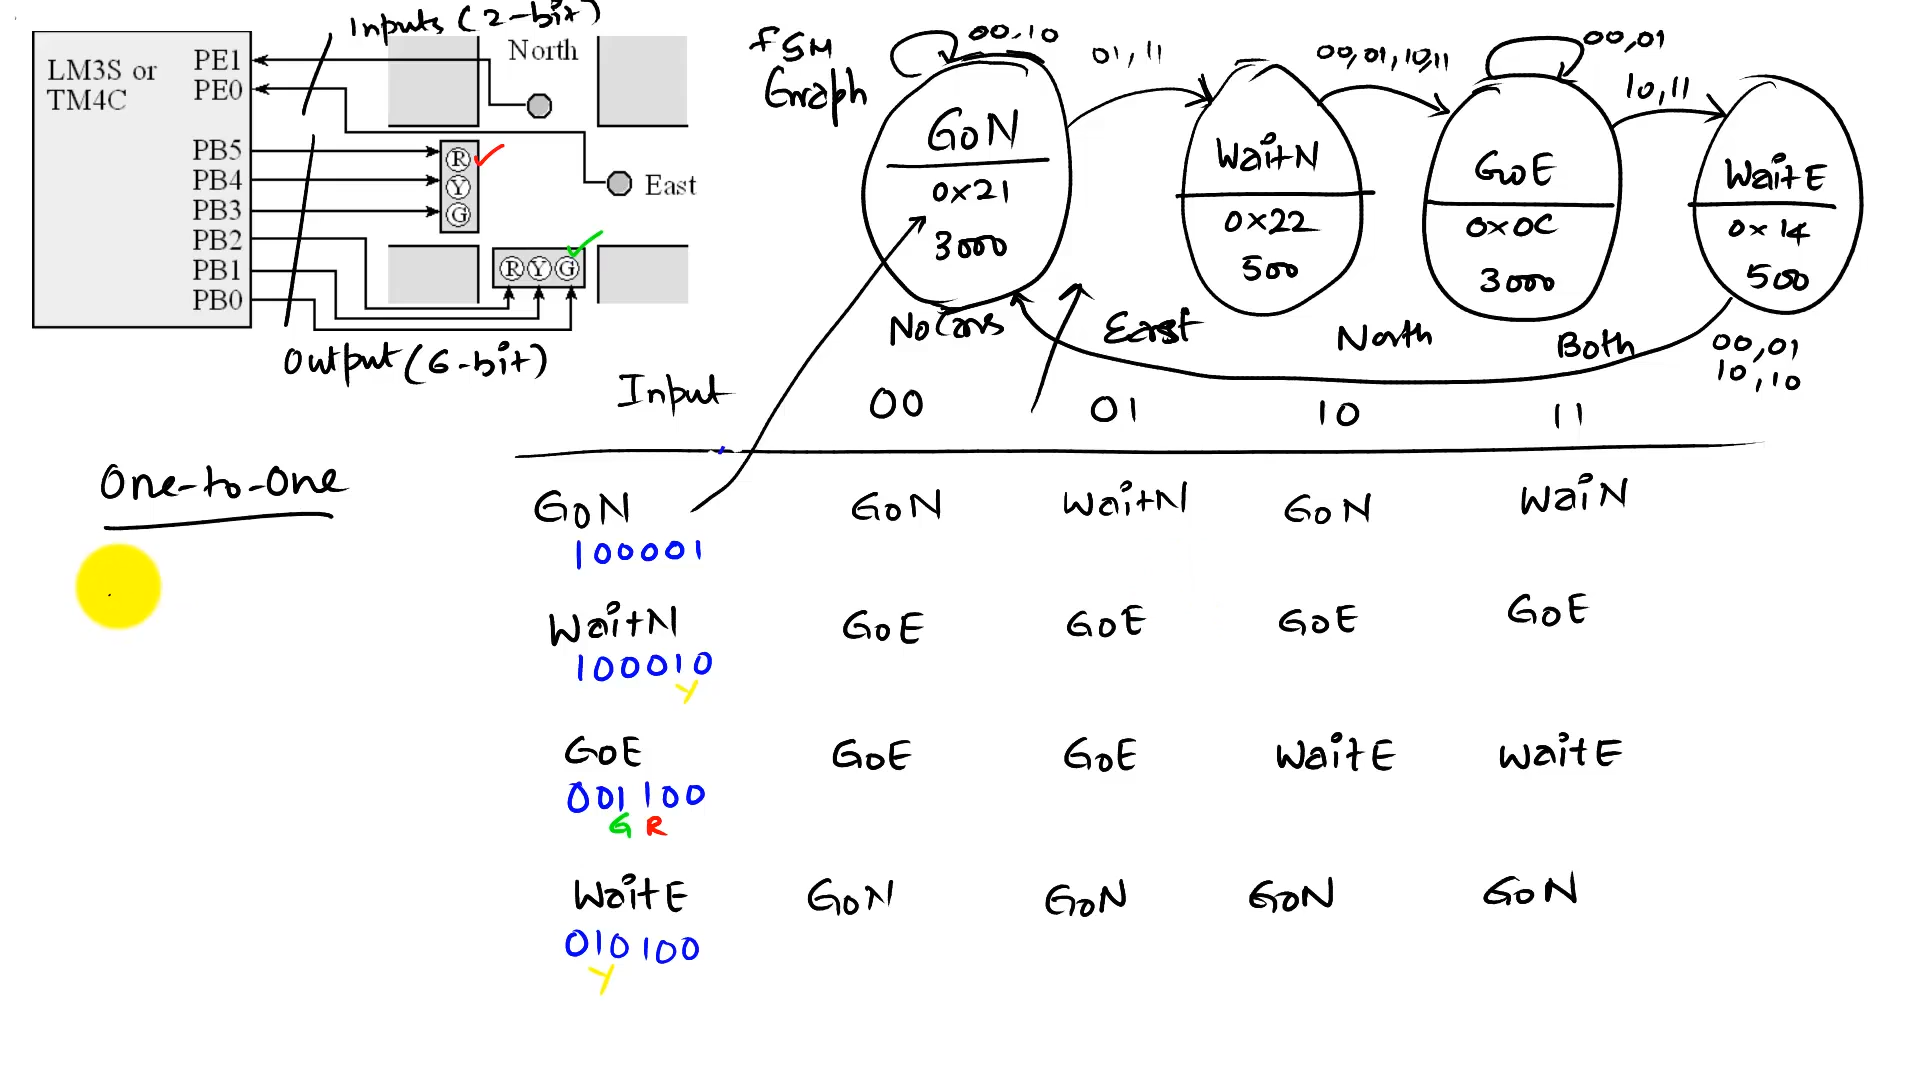 Inputs (2-bit)
LM3S or
TM4C
PE1
PE0
PB5
PB4
PB3
PB2
PB1
PB0
North
East
R
Y
G
R Y G
Output (6-bit)
FSM
Graph
00,10
01,11
00,01,10,11
00,01
10,11
GoN
0x21
3000
WaitN
0x22
500
GoE
0x0C
3000
WaitE
0x14
500
00,01
10,10
No Cars East North Both
Input 00 01 10 11
One-to-One
GoN GoN WaitN GoN WaiN
100001
WaitN GoE GoE GoE GoE
100010
Y
GoE GoE GoE WaitE WaitE
001100
G R
WaitE GoN GoN GoN GoN
010100
Y